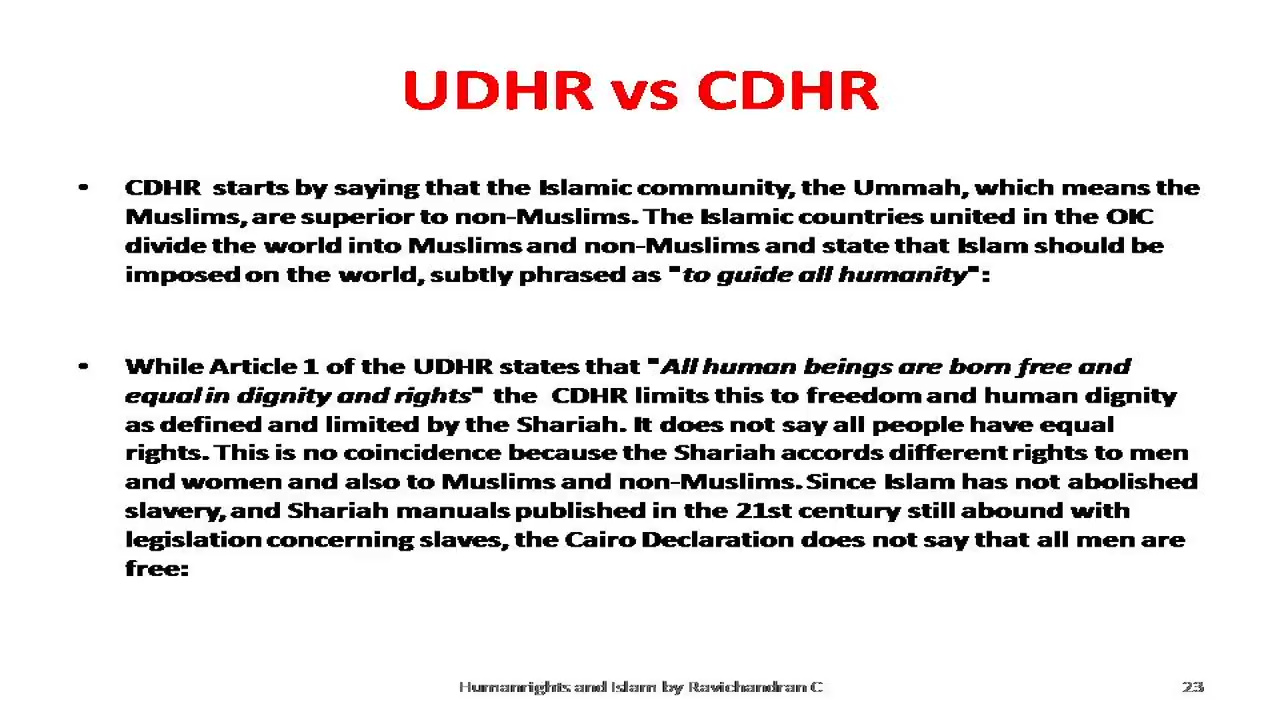 UDHR vs CDHR
• CDHR starts by saying that the Islamic community, the Ummah, which means the
Muslims, are superior to non-Muslims. The Islamic countries united in the OIC
divide the world into Muslims and non-Muslims and state that Islam should be
imposed on the world, subtly phrased as "to guide all humanity":
• While Article 1 of the UDHR states that "All human beings are born free and
equal in dignity and rights" the CDHR limits this to freedom and human dignity
as defined and limited by the Shariah. It does not say all people have equal
rights. This is no coincidence because the Shariah accords different rights to men
and women and also to Muslims and non-Muslims. Since Islam has not abolished
slavery, and Shariah manuals published in the 21st century still abound with
legislation concerning slaves, the Cairo Declaration does not say that all men are
free:
Humanrights and Islam by Ravichandran C
23